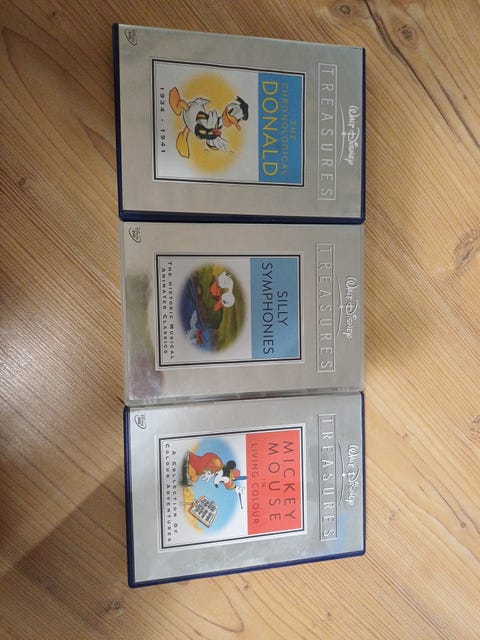 WALT DISNEY
TREASURES
THE
CHRONOLOGICAL
DONALD
1934 - 1941
WALT DISNEY
TREASURES
SILLY
SYMPHONIES
THE HISTORIC MUSICAL
ANIMATED CLASSICS
WALT DISNEY
TREASURES
MICKEY
MOUSE
IN
LIVING COLOUR
A COLLECTION OF
COLOUR ADVENTURES